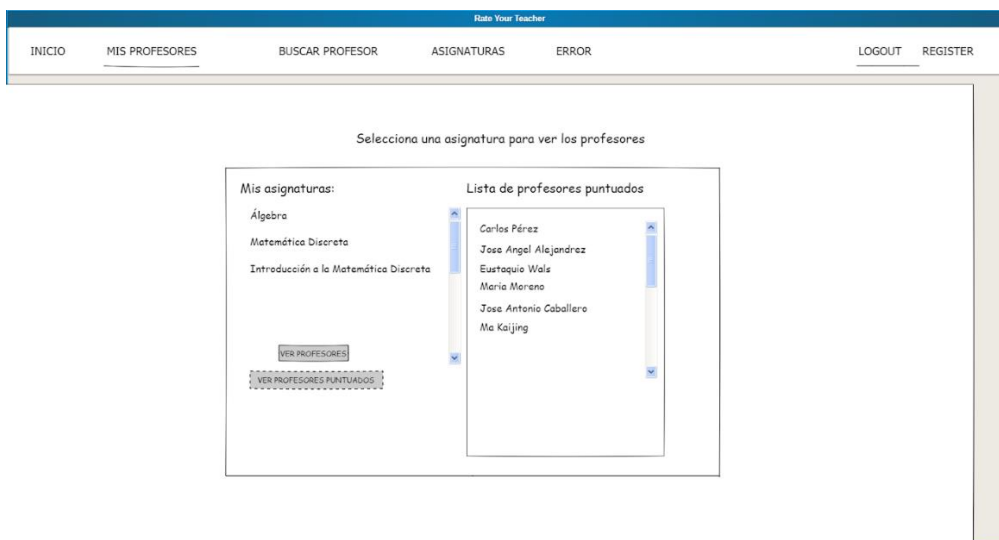 Rate Your Teacher
INICIO MIS PROFESORES BUSCAR PROFESOR ASIGNATURAS ERROR LOGOUT REGISTER
Selecciona una asignatura para ver los profesores
Mis asignaturas:
Álgebra
Matemática Discreta
Introducción a la Matemática Discreta
VER PROFESORES
VER PROFESORES PUNTUADOS
Lista de profesores puntuados
Carlos Pérez
Jose Angel Alejandrez
Eustaquio Wals
Maria Moreno
Jose Antonio Caballero
Ma Kaijing